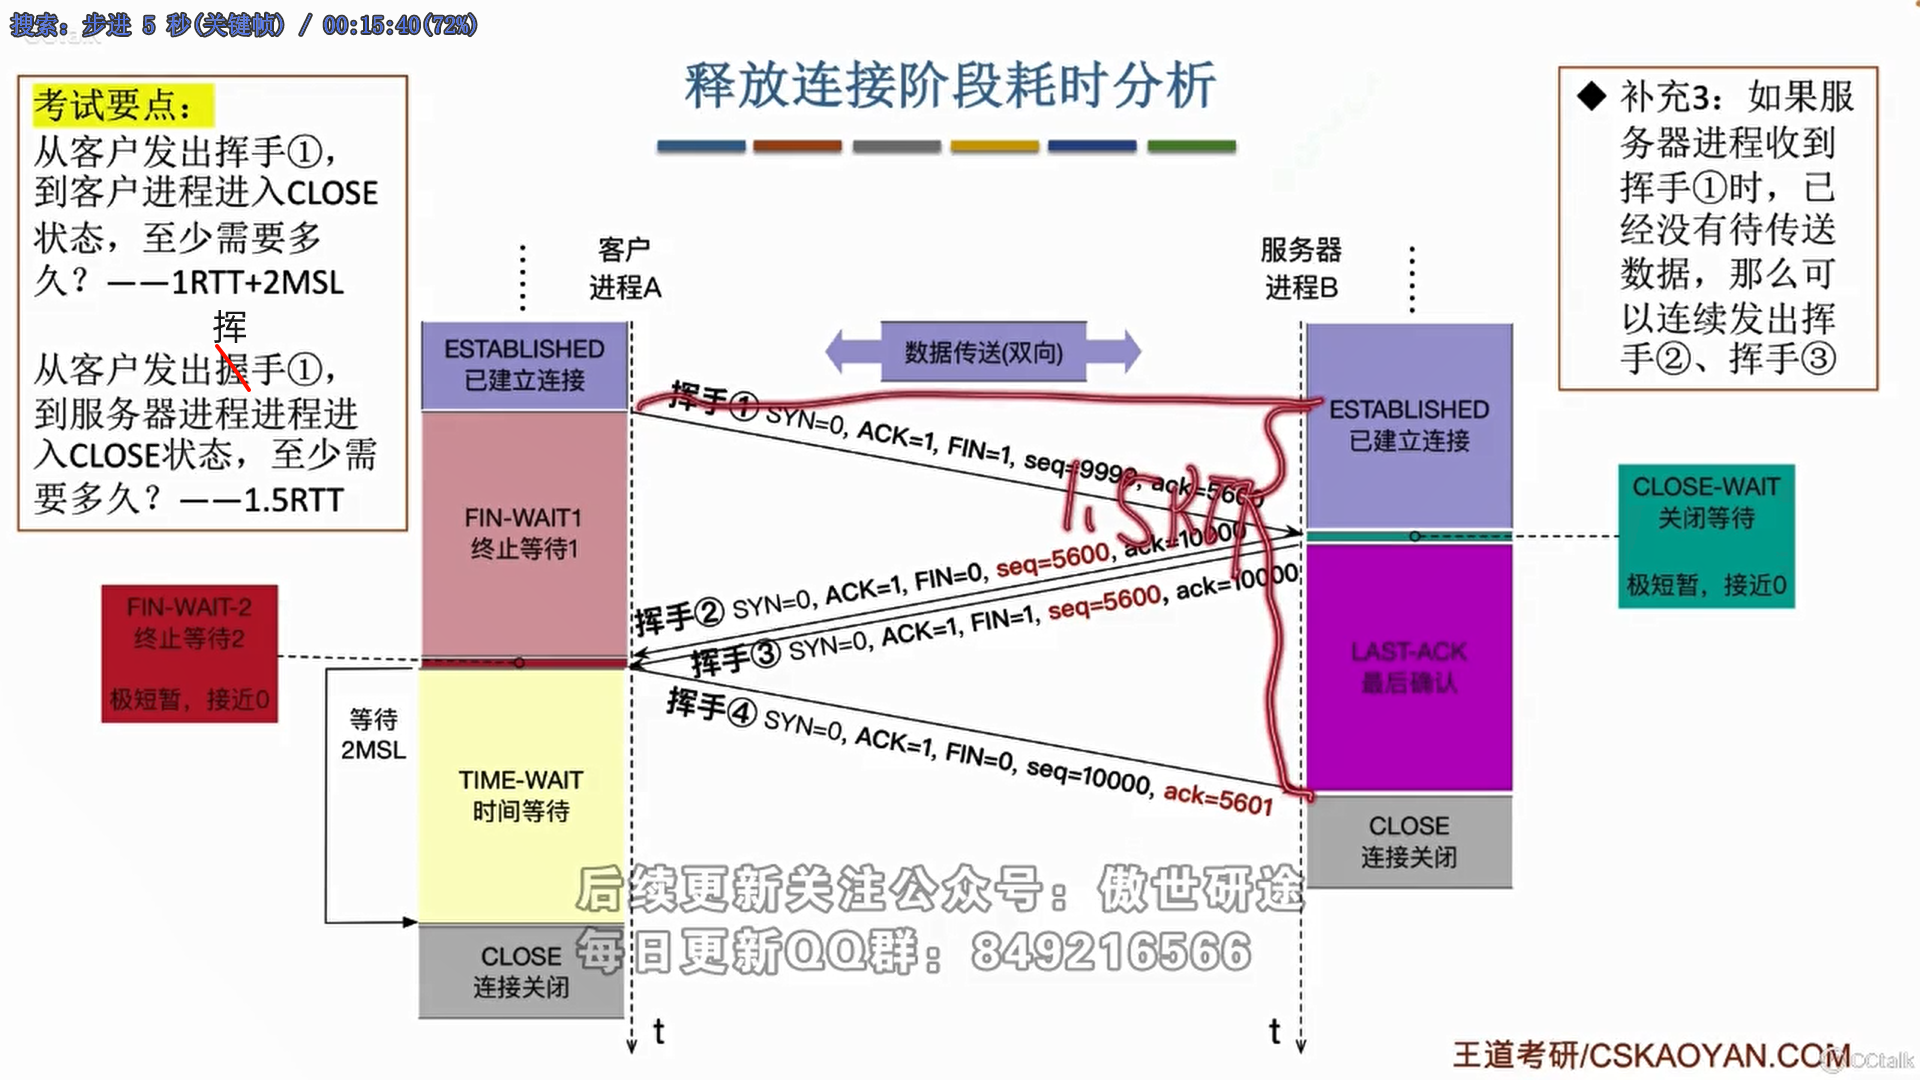 搜索: 步进 5 秒(关键帧) / 00:15:40(72%)
释放连接阶段耗时分析
考试要点：
从客户发出挥手①，
到客户进程进入CLOSE
状态，至少需要多
久？——1RTT+2MSL
挥
从客户发出握手①，
到服务器进程进程进
入CLOSE状态，至少需
要多久？——1.5RTT
◆ 补充3：如果服
务器进程收到
挥手①时，已
经没有待传送
数据，那么可
以连续发出挥
手②、挥手③
客户
进程A
服务器
进程B
ESTABLISHED
已建立连接
数据传送(双向)
ESTABLISHED
已建立连接
挥手① SYN=0, ACK=1, FIN=1, seq=9999, ack=5600
1.5RTT
FIN-WAIT1
终止等待1
CLOSE-WAIT
关闭等待
极短暂，接近0
挥手② SYN=0, ACK=1, FIN=0, seq=5600, ack=10000
挥手③ SYN=0, ACK=1, FIN=1, seq=5600, ack=10000
FIN-WAIT-2
终止等待2
极短暂，接近0
LAST-ACK
最后确认
挥手④ SYN=0, ACK=1, FIN=0, seq=10000, ack=5601
等待
2MSL
TIME-WAIT
时间等待
CLOSE
连接关闭
后续更新关注公众号：傲世研途
每日更新QQ群：849216566
CLOSE
连接关闭
t
t
王道考研/CSKAOYAN.COM
CCtalk